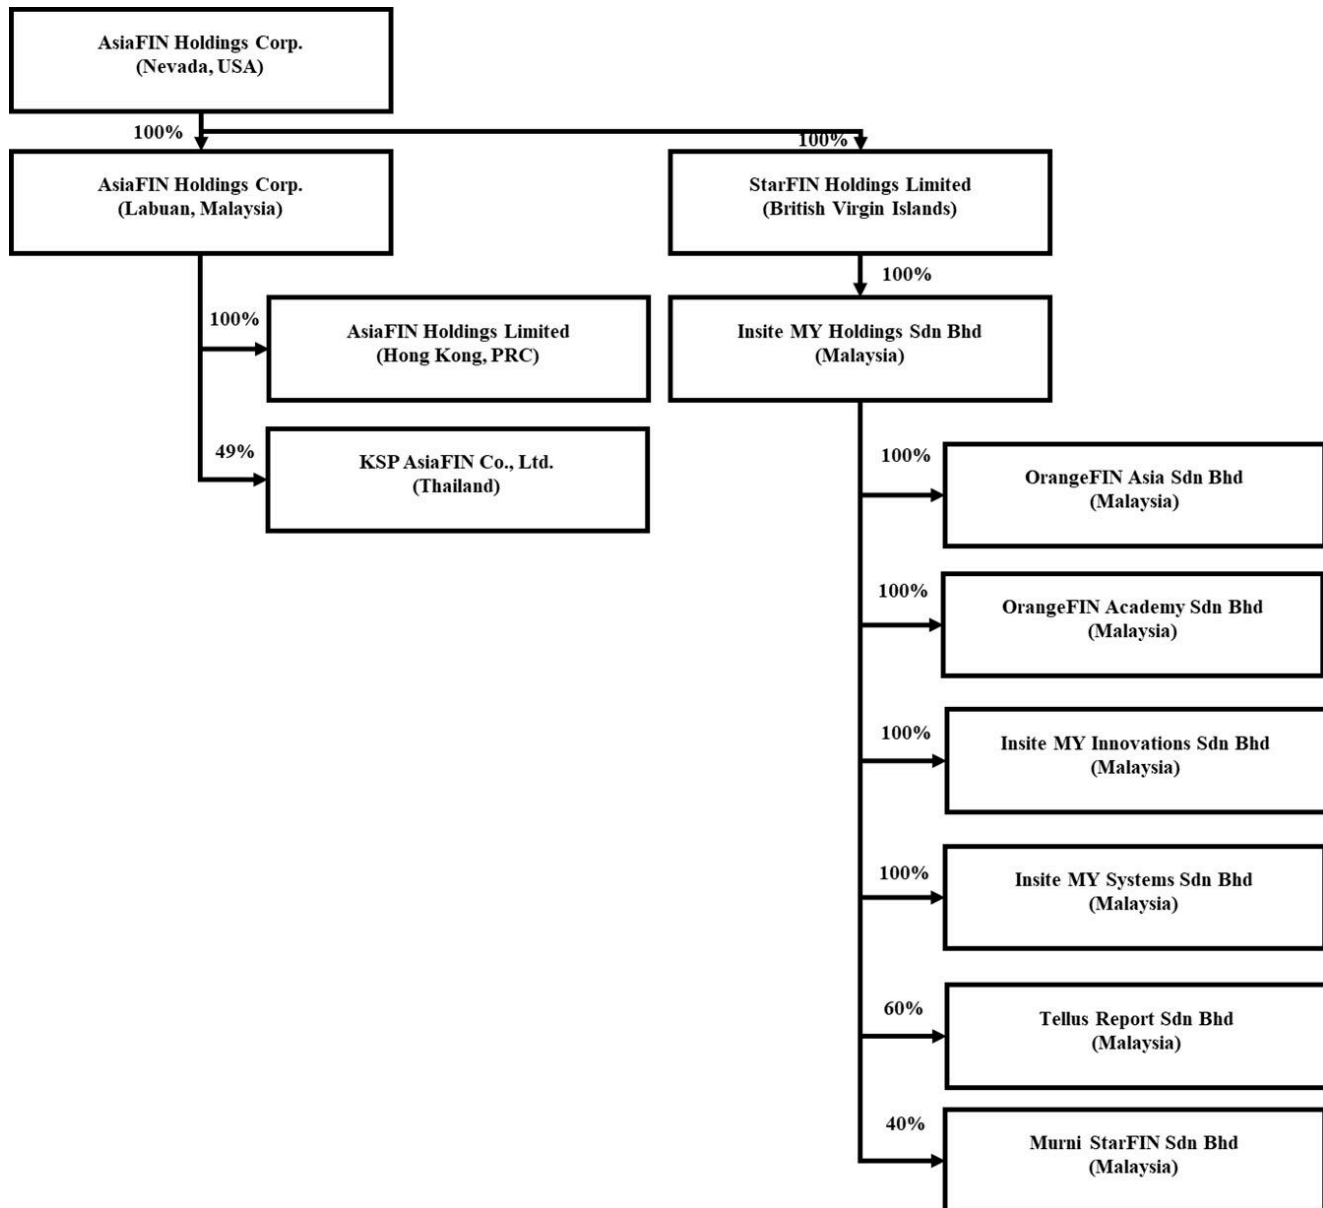 AsiaFIN Holdings Corp.
(Nevada, USA)
100%
100%
AsiaFIN Holdings Corp.
(Labuan, Malaysia)
StarFIN Holdings Limited
(British Virgin Islands)
100%
100%
AsiaFIN Holdings Limited
(Hong Kong, PRC)
Insite MY Holdings Sdn Bhd
(Malaysia)
49%
KSP AsiaFIN Co., Ltd.
(Thailand)
100%
OrangeFIN Asia Sdn Bhd
(Malaysia)
100%
OrangeFIN Academy Sdn Bhd
(Malaysia)
100%
Insite MY Innovations Sdn Bhd
(Malaysia)
100%
Insite MY Systems Sdn Bhd
(Malaysia)
60%
Tellus Report Sdn Bhd
(Malaysia)
40%
Murni StarFIN Sdn Bhd
(Malaysia)